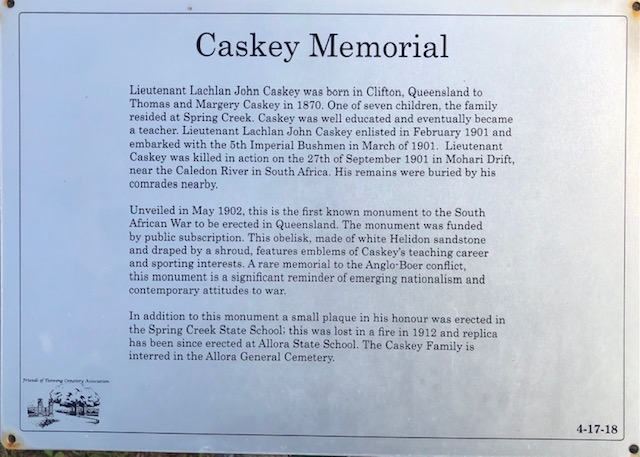 Caskey Memorial
Lieutenant Lachlan John Caskey was born in Clifton, Queensland to
Thomas and Margery Caskey in 1870. One of seven children, the family
resided at Spring Creek. Caskey was well educated and eventually became
a teacher. Lieutenant Lachlan John Caskey enlisted in February 1901 and
embarked with the 5th Imperial Bushmen in March of 1901. Lieutenant
Caskey was killed in action on the 27th of September 1901 in Mohari Drift,
near the Caledon River in South Africa. His remains were buried by his
comrades nearby.
Unveiled in May 1902, this is the first known monument to the South
African War to be erected in Queensland. The monument was funded
by public subscription. This obelisk, made of white Helidon sandstone
and draped by a shroud, features emblems of Caskey's teaching career
and sporting interests. A rare memorial to the Anglo-Boer conflict,
this monument is a significant reminder of emerging nationalism and
contemporary attitudes to war.
In addition to this monument a small plaque in his honour was erected in
the Spring Creek State School; this was lost in a fire in 1912 and replica
has been since erected at Allora State School. The Caskey Family is
interred in the Allora General Cemetery.
Friends of Toowong Cemetery Association
4-17-18